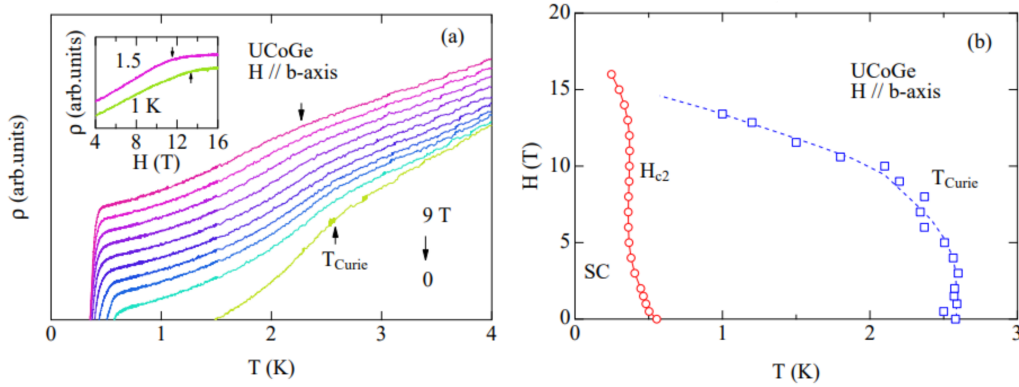 (a)
UCoGe
H // b-axis
1.5
1 K
ρ (arb.units)
4 8 12 16
H (T)
T_Curie
9 T
0
ρ (arb.units)
0 1 2 3 4
T (K)
(b)
UCoGe
H // b-axis
H_c2
T_Curie
SC
20
15
10
5
0
H (T)
0 1 2 3
T (K)